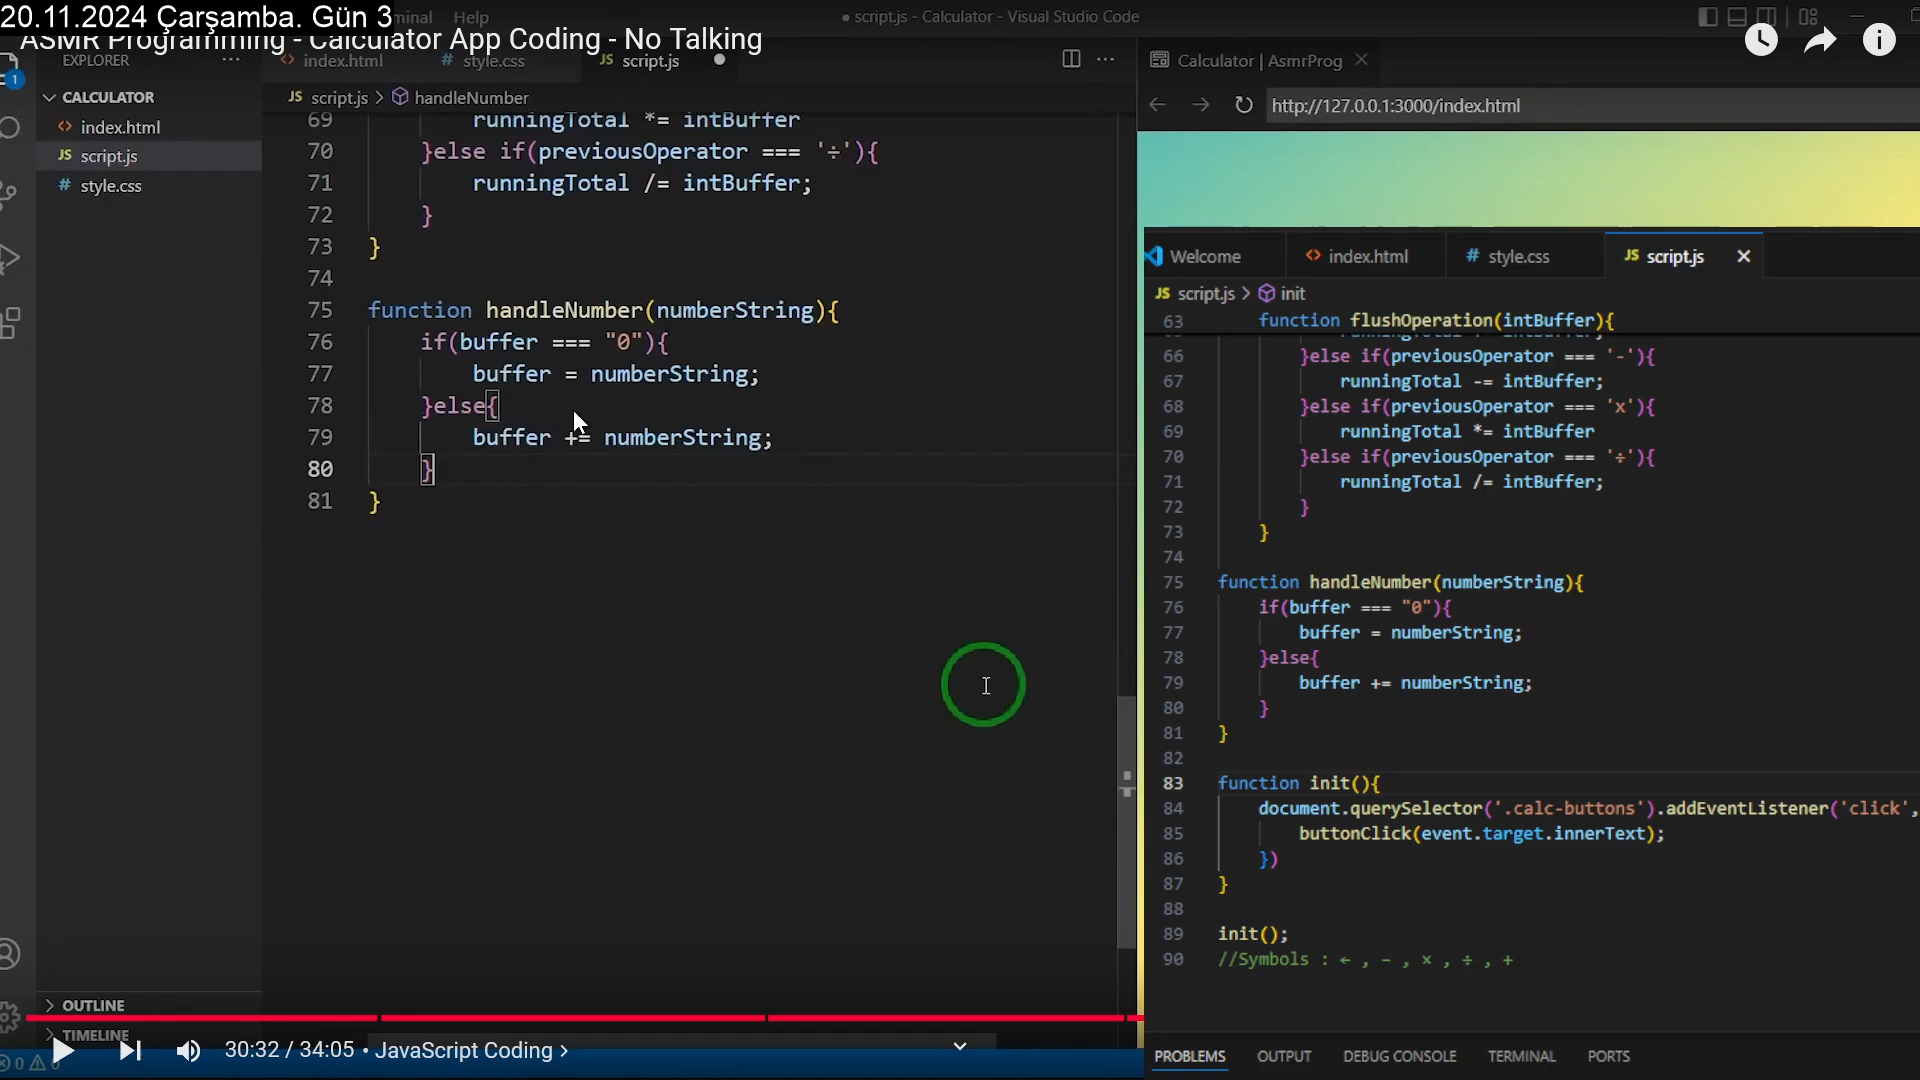 20.11.2024 Çarşamba. Gün 3
Help
script.js - Calculator - Visual Studio Code
ASMR Programming - Calculator App Coding - No Talking
EXPLORER
index.html
style.css
script.js
Calculator | AsmrProg
1
CALCULATOR
script.js > handleNumber
http://127.0.0.1:3000/index.html
index.html
script.js
style.css
69 runningTotal *= intBuffer
70 }else if(previousOperator === '÷'){
71 runningTotal /= intBuffer;
72 }
73 }
74
75 function handleNumber(numberString){
76 if(buffer === "0"){
77 buffer = numberString;
78 }else{
79 buffer += numberString;
80 }
81 }
Welcome
index.html
style.css
script.js
script.js > init
63 function flushOperation(intBuffer){
66 }else if(previousOperator === '-'){
67 runningTotal -= intBuffer;
68 }else if(previousOperator === 'x'){
69 runningTotal *= intBuffer
70 }else if(previousOperator === '÷'){
71 runningTotal /= intBuffer;
72 }
73 }
74
75 function handleNumber(numberString){
76 if(buffer === "0"){
77 buffer = numberString;
78 }else{
79 buffer += numberString;
80 }
81 }
82
83 function init(){
84 document.querySelector('.calc-buttons').addEventListener('click',
85 buttonClick(event.target.innerText);
86 })
87 }
88
89 init();
90 //Symbols : ← , − , × , ÷ , +
OUTLINE
TIMELINE
30:32 / 34:05 • JavaScript Coding >
0
PROBLEMS OUTPUT DEBUG CONSOLE TERMINAL PORTS